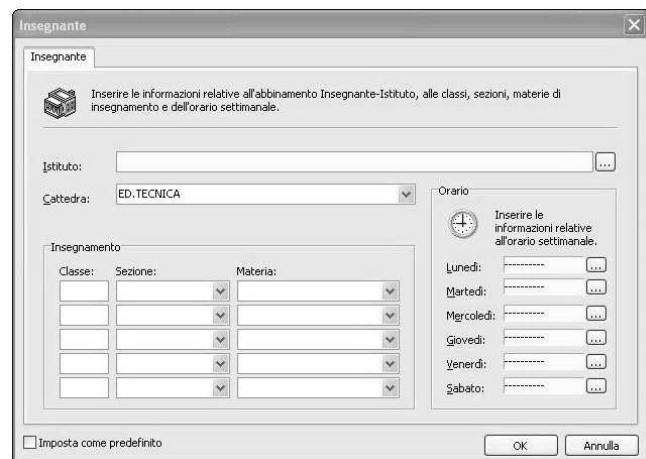 Insegnante
Insegnante
Inserire le informazioni relative all'abbinamento Insegnante-Istituto, alle classi, sezioni, materie di
insegnamento e dell'orario settimanale.
Istituto:
...
Cattedra:
ED.TECNICA
Insegnamento
Classe: Sezione: Materia:
Orario
Inserire le
informazioni relative
all'orario settimanale.
Lunedì: ---------- ...
Martedì: ---------- ...
Mercoledì: ---------- ...
Giovedì: ---------- ...
Venerdì: ---------- ...
Sabato: ---------- ...
Imposta come predefinito
OK
Annulla